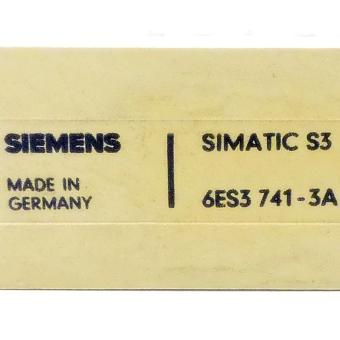 SIEMENS
SIMATIC S3
MADE IN
GERMANY
6ES3 741-3A